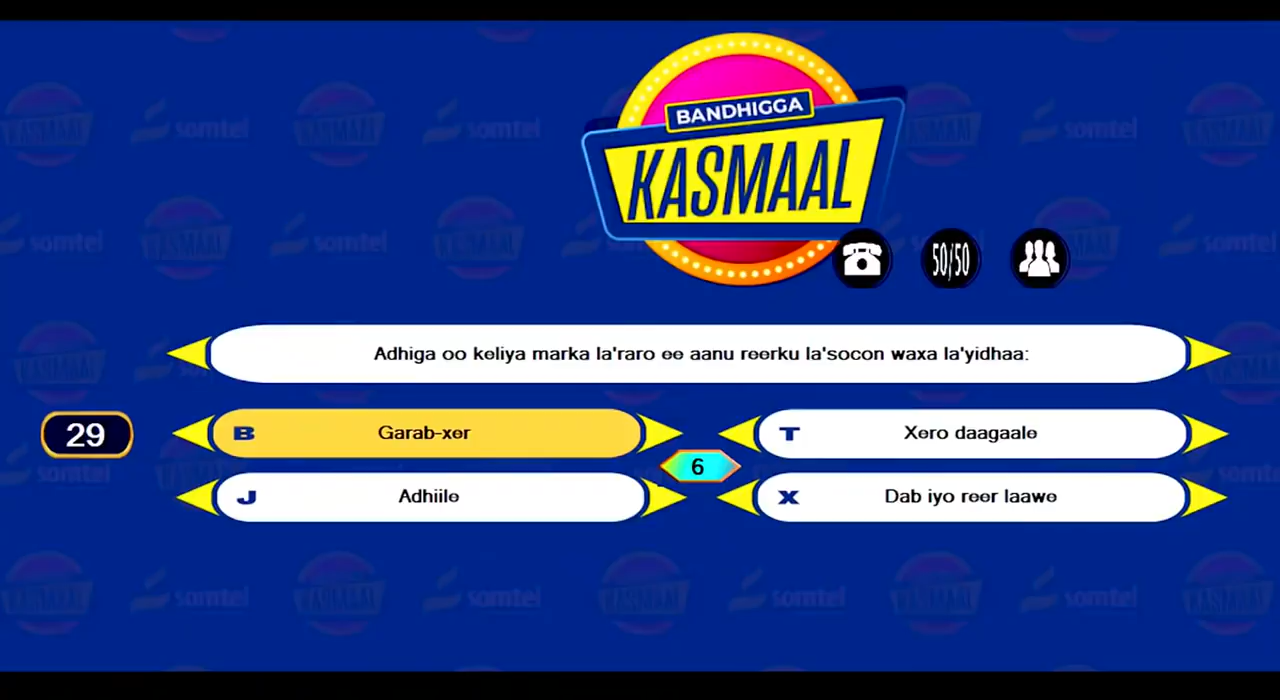 BANDHIGGA
KASMAAL
50/50
Adhiga oo keliya marka la'raro ee aanu reerku la'socon waxa la'yidhaa:
29
B Garab-xer
T Xero daagaale
6
J Adhiile
X Dab iyo reer laawe
somtel